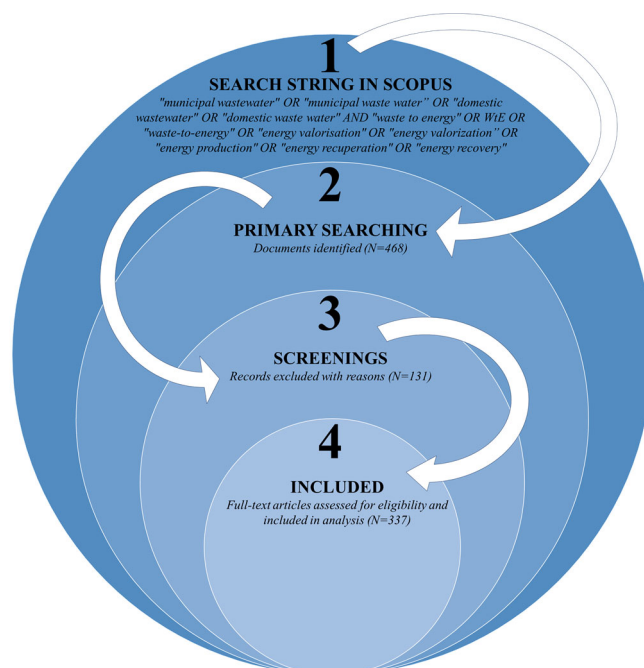 1
SEARCH STRING IN SCOPUS
"municipal wastewater" OR "municipal waste water” OR "domestic
wastewater" OR "domestic waste water" AND "waste to energy" OR WtE OR
"waste-to-energy" OR "energy valorisation" OR "energy valorization” OR
"energy production" OR "energy recuperation" OR "energy recovery"
2
PRIMARY SEARCHING
Documents identified (N=468)
3
SCREENINGS
Records excluded with reasons (N=131)
4
INCLUDED
Full-text articles assessed for eligibility and
included in analysis (N=337)